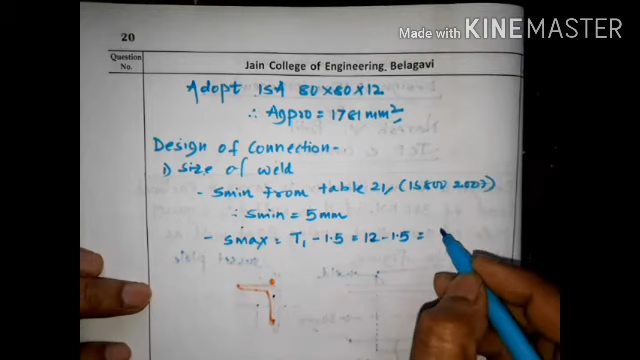 Made with KINEMASTER
20
Question No.
Jain College of Engineering, Belagavi
Adopt ISA 80×80×12
∴ Agpro = 1781mm²
Design of Connection-
i) size of weld
- Smin From table 21, (IS800 2007)
∴ Smin = 5mm
- Smax = T₁ - 1.5 = 12 - 1.5 =